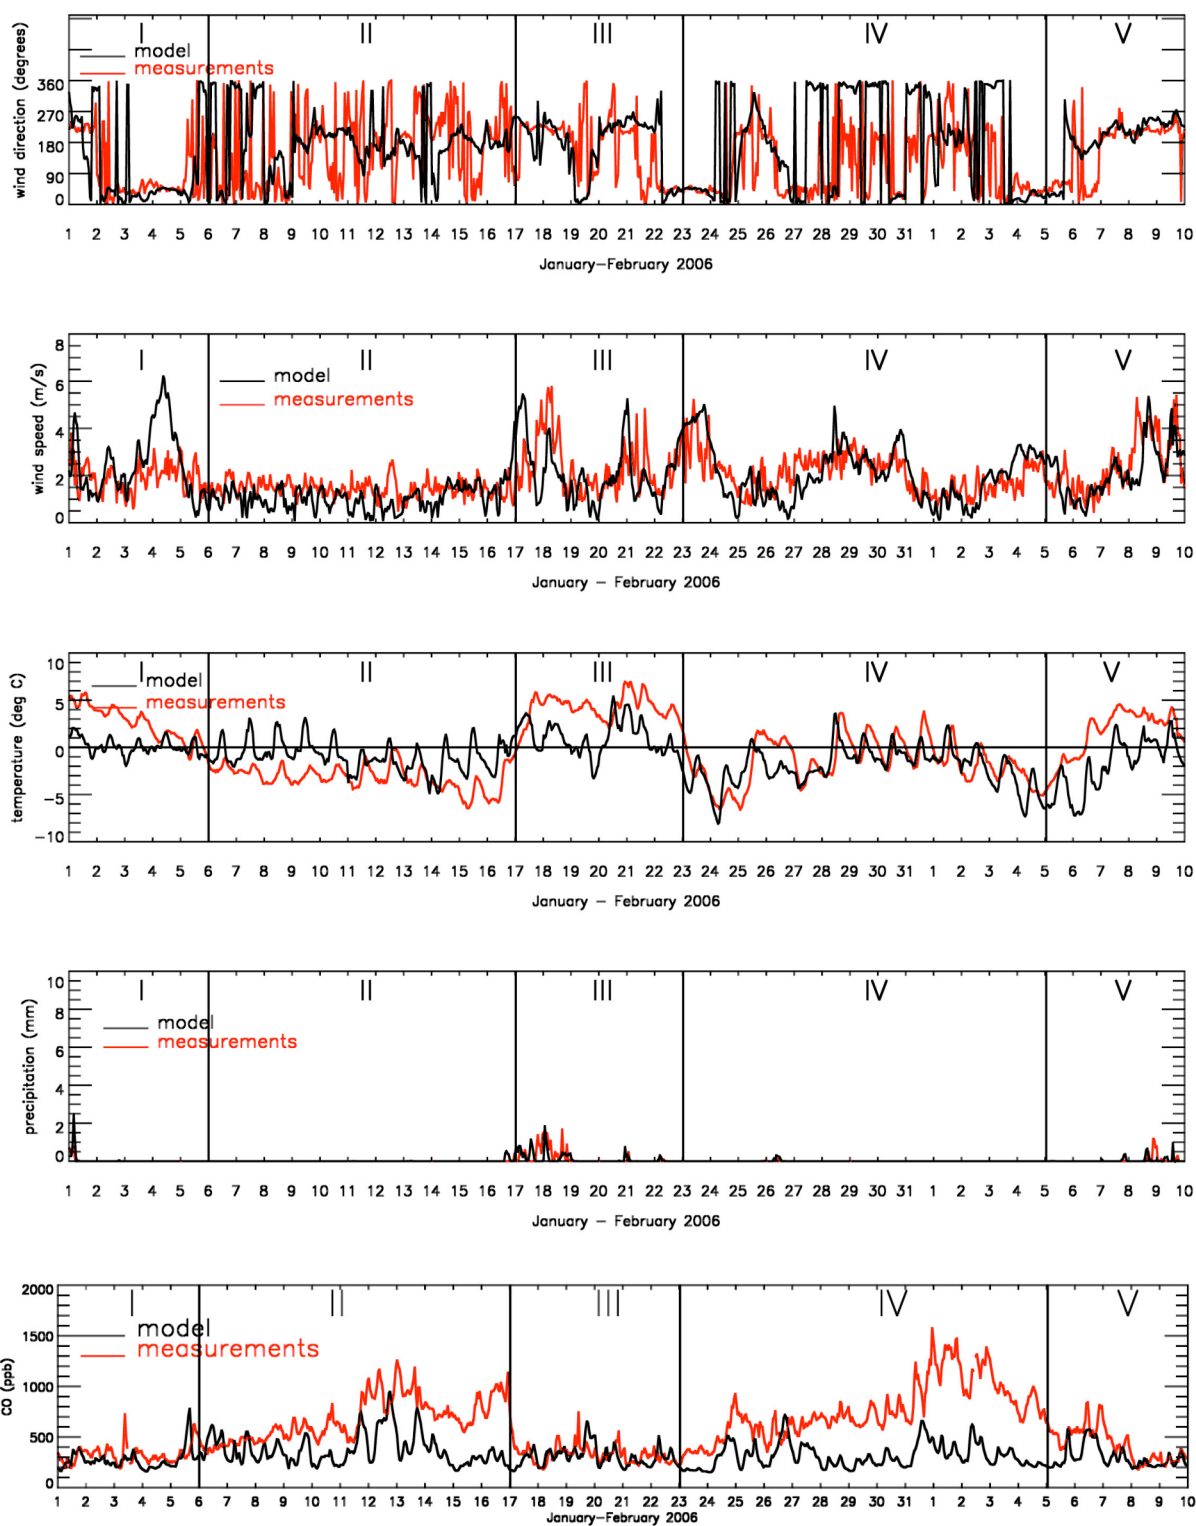 wind direction (degrees)
I II III IV V
model
measurements
360
270
180
90
0
1 2 3 4 5 6 7 8 9 10 11 12 13 14 15 16 17 18 19 20 21 22 23 24 25 26 27 28 29 30 31 1 2 3 4 5 6 7 8 9 10
January-February 2006
wind speed (m/s)
I II III IV V
model
measurements
8
6
4
2
0
1 2 3 4 5 6 7 8 9 10 11 12 13 14 15 16 17 18 19 20 21 22 23 24 25 26 27 28 29 30 31 1 2 3 4 5 6 7 8 9 10
January - February 2006
temperature (deg C)
I II III IV V
model
measurements
10
5
0
-5
-10
1 2 3 4 5 6 7 8 9 10 11 12 13 14 15 16 17 18 19 20 21 22 23 24 25 26 27 28 29 30 31 1 2 3 4 5 6 7 8 9 10
January - February 2006
precipitation (mm)
I II III IV V
model
measurements
8
6
4
2
0
1 2 3 4 5 6 7 8 9 10 11 12 13 14 15 16 17 18 19 20 21 22 23 24 25 26 27 28 29 30 31 1 2 3 4 5 6 7 8 9 10
January - February 2006
CO (ppb)
I II III IV V
model
measurements
2000
1500
1000
500
0
1 2 3 4 5 6 7 8 9 10 11 12 13 14 15 16 17 18 19 20 21 22 23 24 25 26 27 28 29 30 31 1 2 3 4 5 6 7 8 9 10
January-February 2006